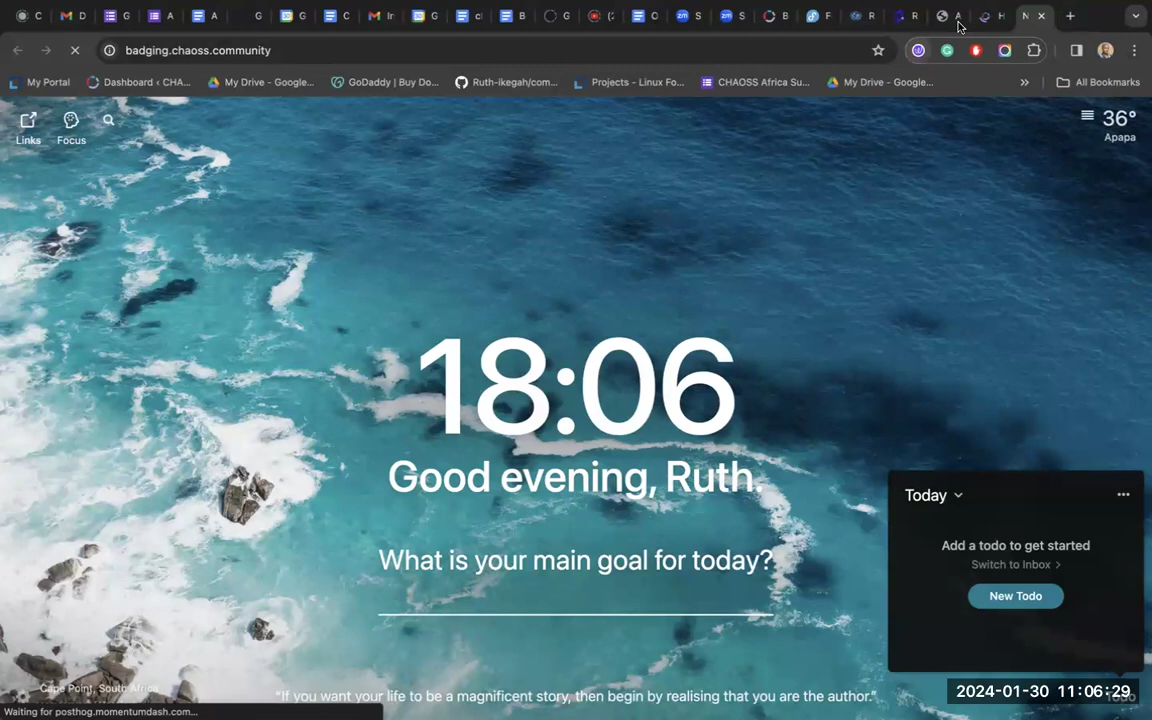 C
D
G
A
A
G
G
C
In
G
cl
B
G
(:
O
S
S
B
F
R
R
A
H
N
badging.chaoss.community
My Portal
Dashboard ‹ CHA...
My Drive - Google...
GoDaddy | Buy Do...
Ruth-ikegah/com...
Projects - Linux Fo...
CHAOSS Africa Su...
My Drive - Google...
»
All Bookmarks
Links
Focus
36°
Apapa
18:06
Good evening, Ruth.
What is your main goal for today?
Today
Add a todo to get started
Switch to Inbox >
New Todo
Cape Point, South Africa
"If you want your life to be a magnificent story, then begin by realising that you are the author."
2024-01-30 11:06:29
Waiting for posthog.momentumdash.com...